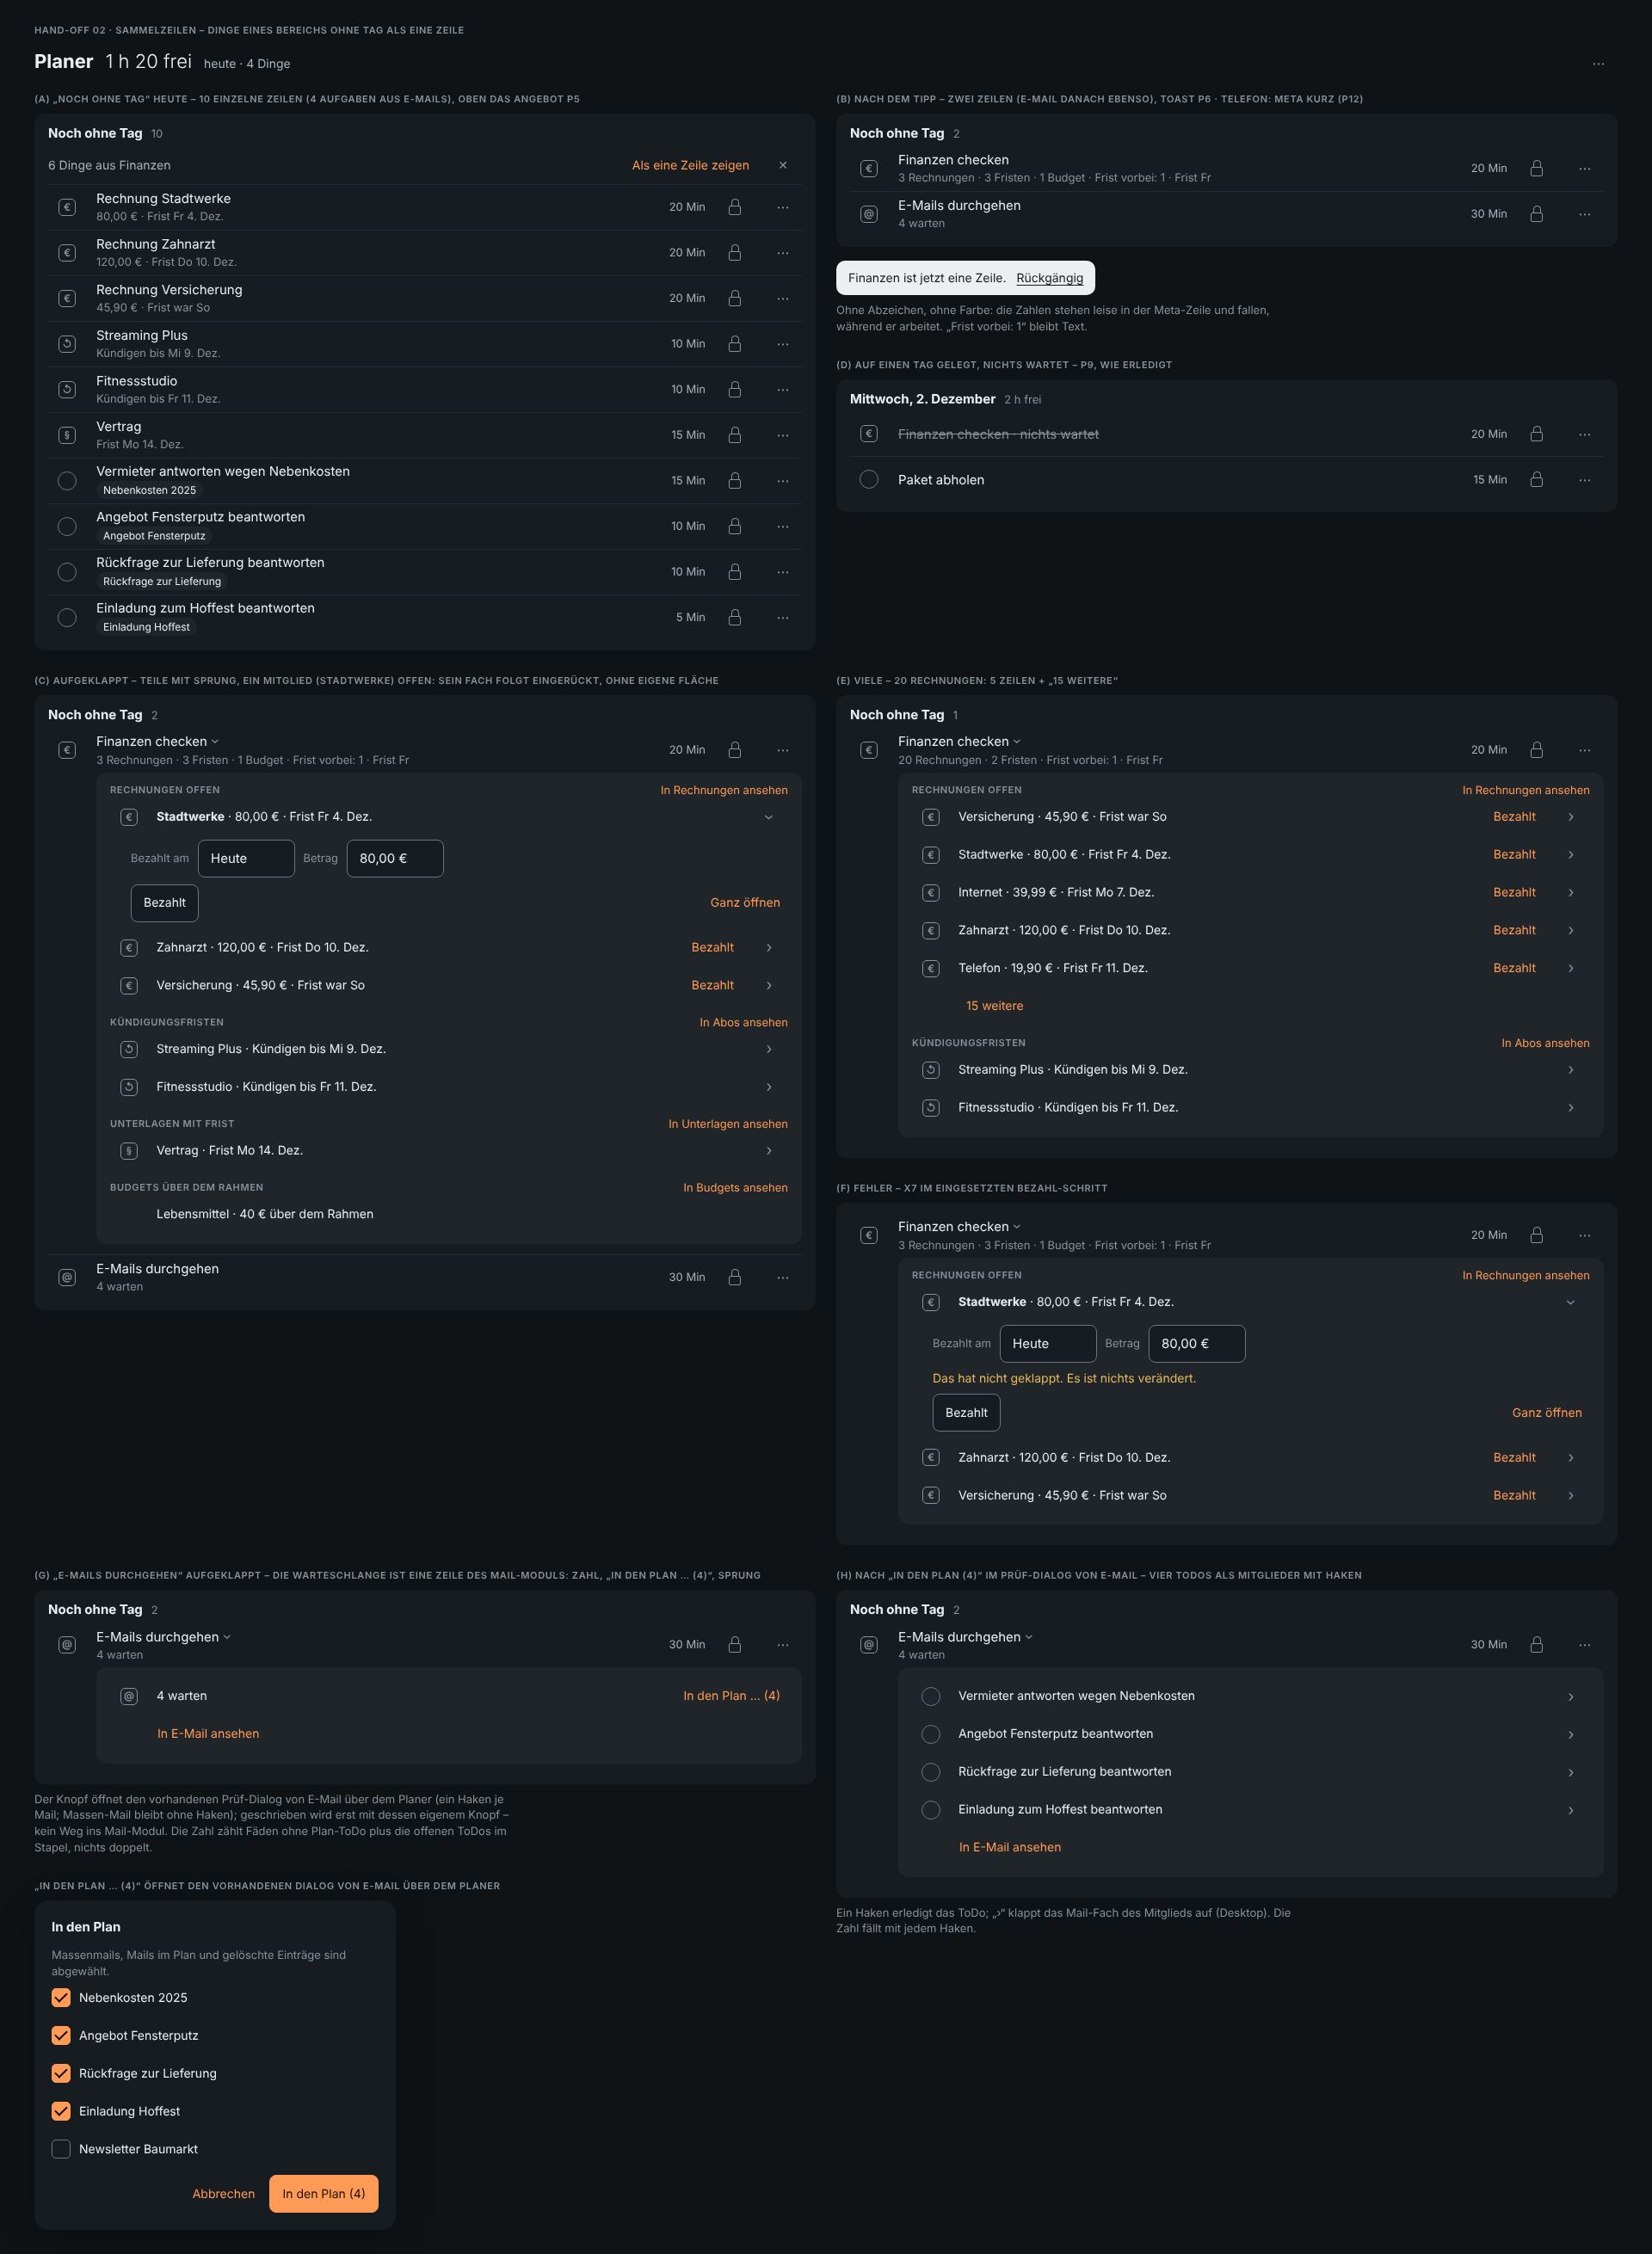 HAND-OFF 02 · SAMMELZEILEN – DINGE EINES BEREICHS OHNE TAG ALS EINE ZEILE
Planer 1 h 20 frei heute · 4 Dinge ...
(A) „NOCH OHNE TAG“ HEUTE – 10 EINZELNE ZEILEN (4 AUFGABEN AUS E-MAILS), OBEN DAS ANGEBOT P5
Noch ohne Tag 10
6 Dinge aus Finanzen Als eine Zeile zeigen ×
€ Rechnung Stadtwerke 20 Min ...
80,00 € · Frist Fr 4. Dez.
€ Rechnung Zahnarzt 20 Min ...
120,00 € · Frist Do 10. Dez.
€ Rechnung Versicherung 20 Min ...
45,90 € · Frist war So
Streaming Plus 10 Min ...
Kündigen bis Mi 9. Dez.
Fitnessstudio 10 Min ...
Kündigen bis Fr 11. Dez.
§ Vertrag 15 Min ...
Frist Mo 14. Dez.
Vermieter antworten wegen Nebenkosten 15 Min ...
Nebenkosten 2025
Angebot Fensterputz beantworten 10 Min ...
Angebot Fensterputz
Rückfrage zur Lieferung beantworten 10 Min ...
Rückfrage zur Lieferung
Einladung zum Hoffest beantworten 5 Min ...
Einladung Hoffest
(B) NACH DEM TIPP – ZWEI ZEILEN (E-MAIL DANACH EBENSO), TOAST P6 · TELEFON: META KURZ (P12)
Noch ohne Tag 2
€ Finanzen checken 20 Min ...
3 Rechnungen · 3 Fristen · 1 Budget · Frist vorbei: 1 · Frist Fr
@ E-Mails durchgehen 30 Min ...
4 warten
Finanzen ist jetzt eine Zeile. Rückgängig
Ohne Abzeichen, ohne Farbe: die Zahlen stehen leise in der Meta-Zeile und fallen,
während er arbeitet. „Frist vorbei: 1“ bleibt Text.
(D) AUF EINEN TAG GELEGT, NICHTS WARTET – P9, WIE ERLEDIGT
Mittwoch, 2. Dezember 2 h frei
€ Finanzen checken · nichts wartet 20 Min ...
Paket abholen 15 Min ...
(C) AUFGEKLAPPT – TEILE MIT SPRUNG, EIN MITGLIED (STADTWERKE) OFFEN: SEIN FACH FOLGT EINGERÜCKT, OHNE EIGENE FLÄCHE
Noch ohne Tag 2
€ Finanzen checken 20 Min ...
3 Rechnungen · 3 Fristen · 1 Budget · Frist vorbei: 1 · Frist Fr
RECHNUNGEN OFFEN In Rechnungen ansehen
€ Stadtwerke · 80,00 € · Frist Fr 4. Dez.
Bezahlt am Heute Betrag 80,00 €
Bezahlt Ganz öffnen
€ Zahnarzt · 120,00 € · Frist Do 10. Dez. Bezahlt ›
€ Versicherung · 45,90 € · Frist war So Bezahlt ›
KÜNDIGUNGSFRISTEN In Abos ansehen
Streaming Plus · Kündigen bis Mi 9. Dez. ›
Fitnessstudio · Kündigen bis Fr 11. Dez. ›
UNTERLAGEN MIT FRIST In Unterlagen ansehen
§ Vertrag · Frist Mo 14. Dez. ›
BUDGETS ÜBER DEM RAHMEN In Budgets ansehen
Lebensmittel · 40 € über dem Rahmen
@ E-Mails durchgehen 30 Min ...
4 warten
(E) VIELE – 20 RECHNUNGEN: 5 ZEILEN + „15 WEITERE“
Noch ohne Tag 1
€ Finanzen checken 20 Min ...
20 Rechnungen · 2 Fristen · Frist vorbei: 1 · Frist Fr
RECHNUNGEN OFFEN In Rechnungen ansehen
€ Versicherung · 45,90 € · Frist war So Bezahlt ›
€ Stadtwerke · 80,00 € · Frist Fr 4. Dez. Bezahlt ›
€ Internet · 39,99 € · Frist Mo 7. Dez. Bezahlt ›
€ Zahnarzt · 120,00 € · Frist Do 10. Dez. Bezahlt ›
€ Telefon · 19,90 € · Frist Fr 11. Dez. Bezahlt ›
15 weitere
KÜNDIGUNGSFRISTEN In Abos ansehen
Streaming Plus · Kündigen bis Mi 9. Dez. ›
Fitnessstudio · Kündigen bis Fr 11. Dez. ›
(F) FEHLER – X7 IM EINGESETZTEN BEZAHL-SCHRITT
€ Finanzen checken 20 Min ...
3 Rechnungen · 3 Fristen · 1 Budget · Frist vorbei: 1 · Frist Fr
RECHNUNGEN OFFEN In Rechnungen ansehen
€ Stadtwerke · 80,00 € · Frist Fr 4. Dez.
Bezahlt am Heute Betrag 80,00 €
Das hat nicht geklappt. Es ist nichts verändert.
Bezahlt Ganz öffnen
€ Zahnarzt · 120,00 € · Frist Do 10. Dez. Bezahlt ›
€ Versicherung · 45,90 € · Frist war So Bezahlt ›
(G) „E-MAILS DURCHGEHEN“ AUFGEKLAPPT – DIE WARTESCHLANGE IST EINE ZEILE DES MAIL-MODULS: ZAHL, „IN DEN PLAN … (4)“, SPRUNG
Noch ohne Tag 2
@ E-Mails durchgehen 30 Min ...
4 warten
@ 4 warten In den Plan … (4)
In E-Mail ansehen
Der Knopf öffnet den vorhandenen Prüf-Dialog von E-Mail über dem Planer (ein Haken je
Mail; Massen-Mail bleibt ohne Haken); geschrieben wird erst mit dessen eigenem Knopf –
kein Weg ins Mail-Modul. Die Zahl zählt Fäden ohne Plan-ToDo plus die offenen ToDos im
Stapel, nichts doppelt.
„IN DEN PLAN … (4)“ ÖFFNET DEN VORHANDENEN DIALOG VON E-MAIL ÜBER DEM PLANER
In den Plan
Massenmails, Mails im Plan und gelöschte Einträge sind
abgewählt.
Nebenkosten 2025
Angebot Fensterputz
Rückfrage zur Lieferung
Einladung Hoffest
Newsletter Baumarkt
Abbrechen In den Plan (4)
(H) NACH „IN DEN PLAN (4)“ IM PRÜF-DIALOG VON E-MAIL – VIER TODOS ALS MITGLIEDER MIT HAKEN
Noch ohne Tag 2
@ E-Mails durchgehen 30 Min ...
4 warten
Vermieter antworten wegen Nebenkosten ›
Angebot Fensterputz beantworten ›
Rückfrage zur Lieferung beantworten ›
Einladung zum Hoffest beantworten ›
In E-Mail ansehen
Ein Haken erledigt das ToDo; „›“ klappt das Mail-Fach des Mitglieds auf (Desktop). Die
Zahl fällt mit jedem Haken.